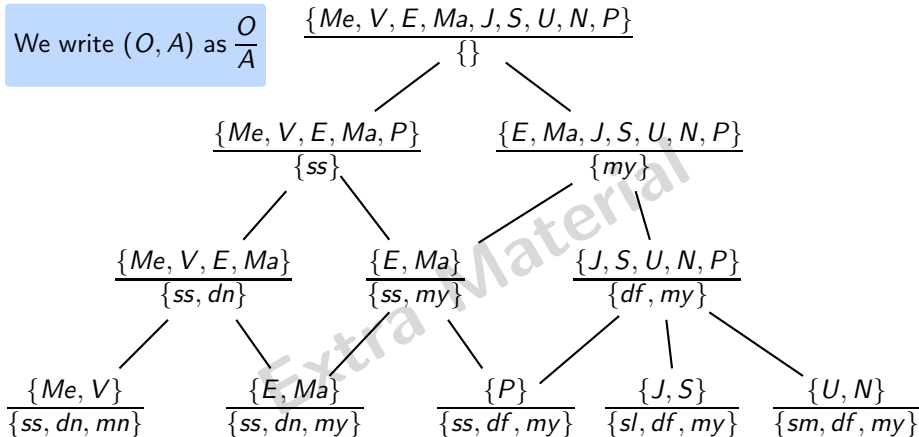 We write (O, A) as O/A
{Me, V, E, Ma, J, S, U, N, P}
{}
{Me, V, E, Ma, P}
{ss}
{E, Ma, J, S, U, N, P}
{my}
{Me, V, E, Ma}
{ss, dn}
{E, Ma}
{ss, my}
{J, S, U, N, P}
{df, my}
{Me, V}
{ss, dn, mn}
{E, Ma}
{ss, dn, my}
{P}
{ss, df, my}
{J, S}
{sl, df, my}
{U, N}
{sm, df, my}
Extra Material